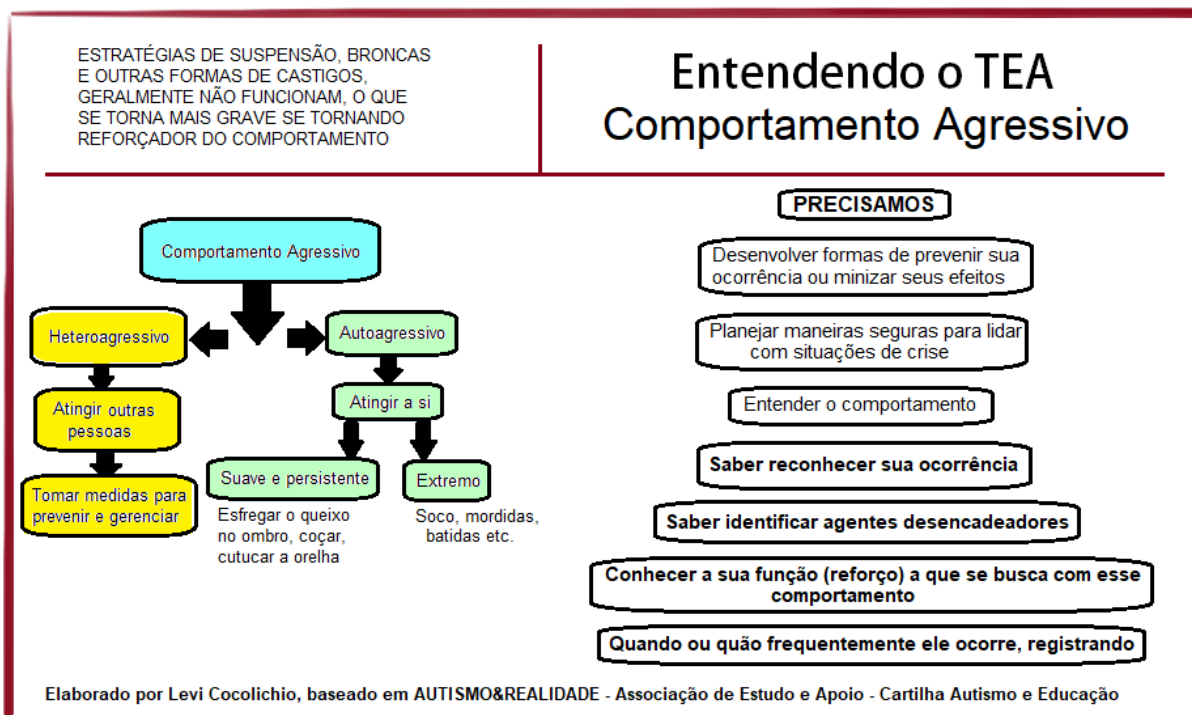 ESTRATÉGIAS DE SUSPENSÃO, BRONCAS
E OUTRAS FORMAS DE CASTIGOS,
GERALMENTE NÃO FUNCIONAM, O QUE
SE TORNA MAIS GRAVE SE TORNANDO
REFORÇADOR DO COMPORTAMENTO
Entendendo o TEA
Comportamento Agressivo
Comportamento Agressivo
Heteroagressivo
Autoagressivo
Atingir outras
pessoas
Atingir a si
Tomar medidas para
prevenir e gerenciar
Suave e persistente
Extremo
Esfregar o queixo
no ombro, coçar,
cutucar a orelha
Soco, mordidas,
batidas etc.
PRECISAMOS
Desenvolver formas de prevenir sua
ocorrência ou minizar seus efeitos
Planejar maneiras seguras para lidar
com situações de crise
Entender o comportamento
Saber reconhecer sua ocorrência
Saber identificar agentes desencadeadores
Conhecer a sua função (reforço) a que se busca com esse
comportamento
Quando ou quão frequentemente ele ocorre, registrando
Elaborado por Levi Cocolichio, baseado em AUTISMO&REALIDADE - Associação de Estudo e Apoio - Cartilha Autismo e Educação